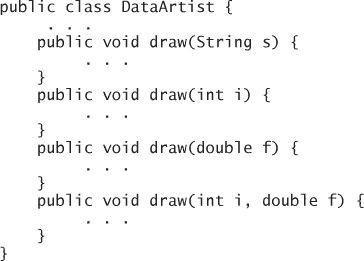 public class DataArtist {
    . . .
    public void draw(String s) {
        . . .
    }
    public void draw(int i) {
        . . .
    }
    public void draw(double f) {
        . . .
    }
    public void draw(int i, double f) {
        . . .
    }
}